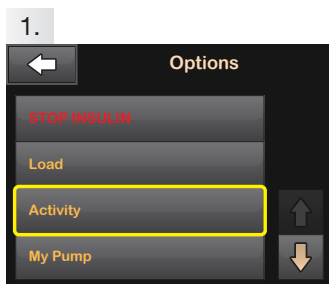 1.
Options
STOP INSULIN
Load
Activity
My Pump